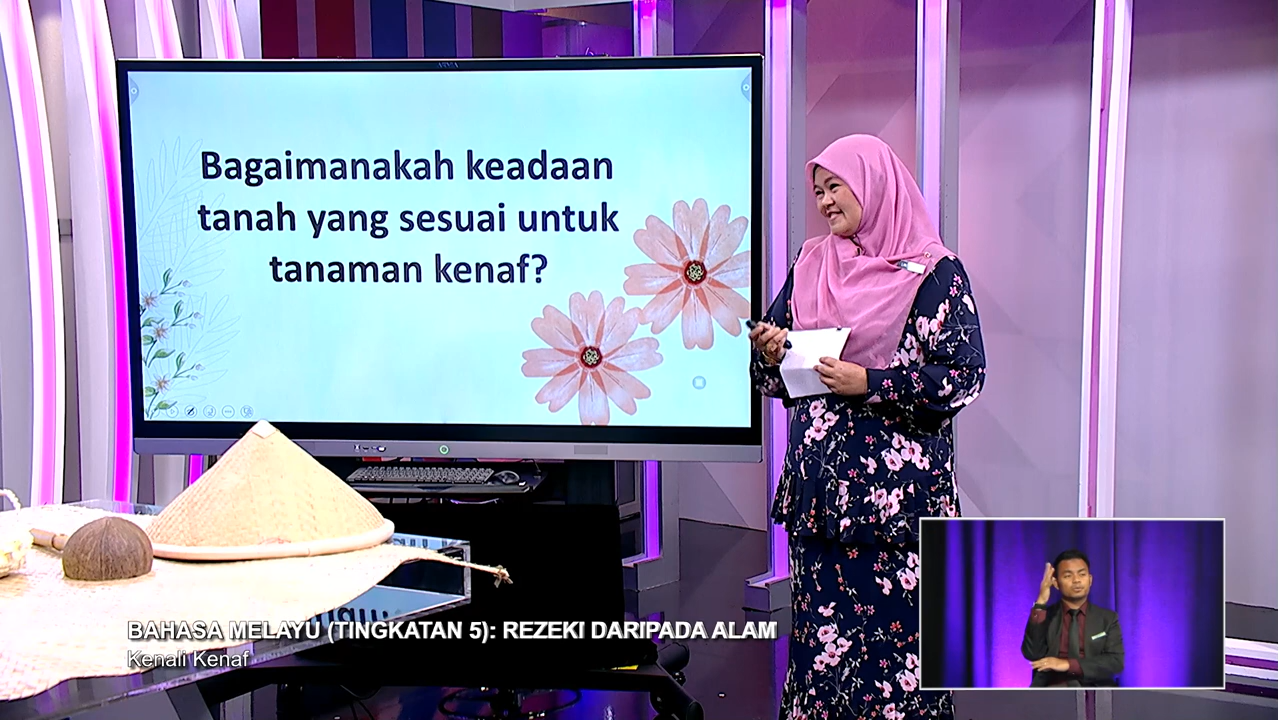 Bagaimanakah keadaan
tanah yang sesuai untuk
tanaman kenaf?
BAHASA MELAYU (TINGKATAN 5): REZEKI DARIPADA ALAM
Kenali Kenaf